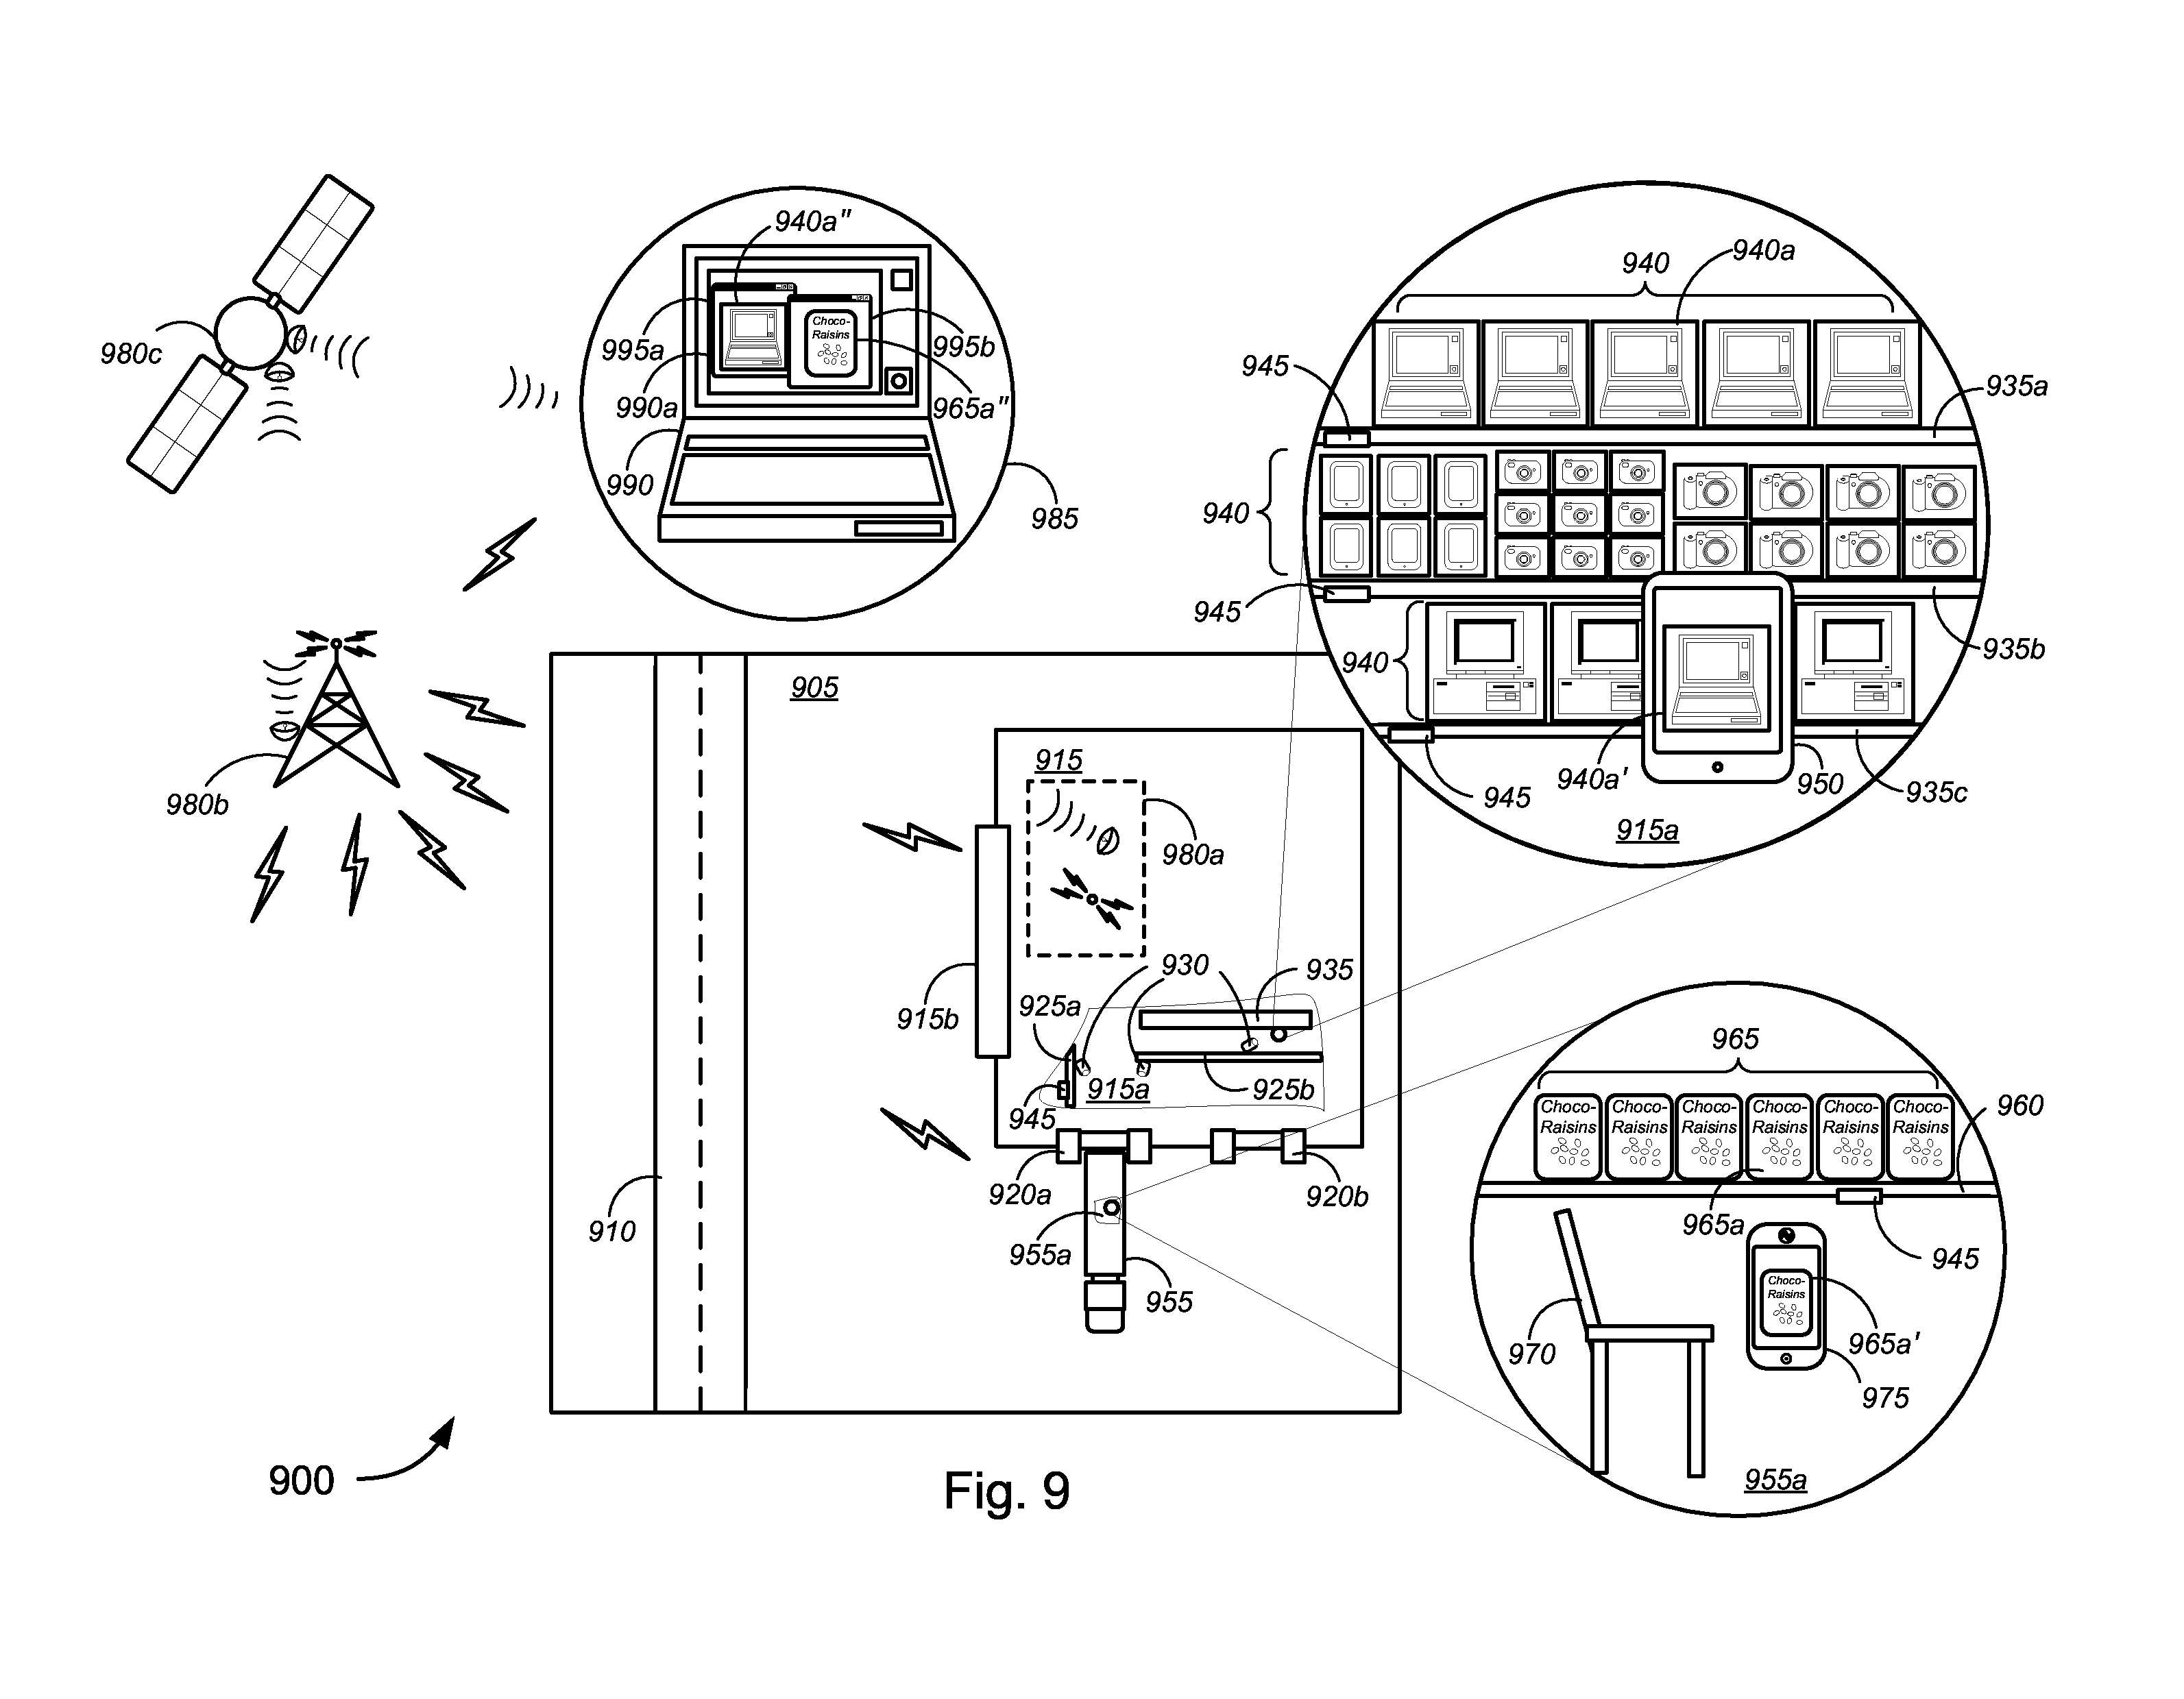 980c
940a"
995a
995b
990a
965a"
990
985
Choco-
Raisins
940
940a
945
935a
940
945
935b
940
940a'
950
945
935c
915a
980b
905
915
980a
915b
930
935
925a
915a
925b
945
920a
920b
910
955a
955
965
Choco-
Raisins
Choco-
Raisins
Choco-
Raisins
Choco-
Raisins
Choco-
Raisins
Choco-
Raisins
960
965a
945
Choco-
Raisins
970
965a'
975
955a
900
Fig. 9